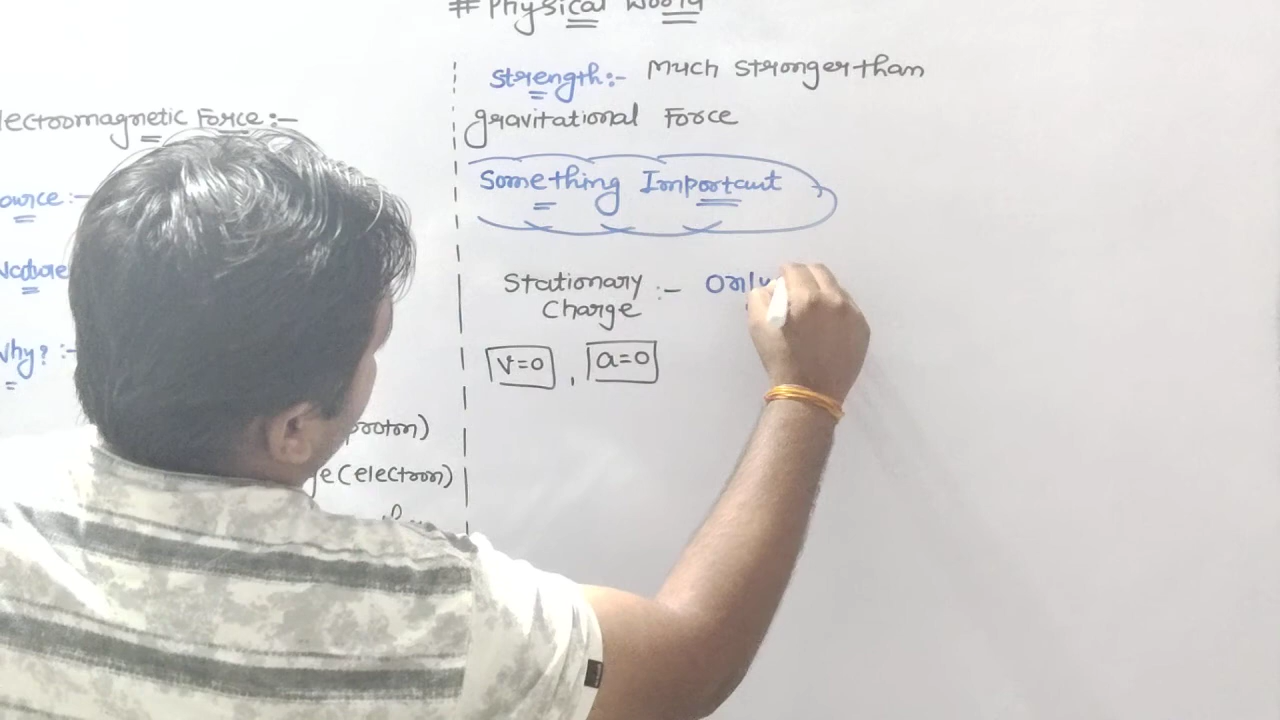 # Physical World
lectromagnetic Force :-
ource :-
Nature
Why? :-
proton)
ge (electron)
Strength :- Much stronger than
gravitational Force
Something Important
Stationary :- Only
Charge
v=0 , a=0